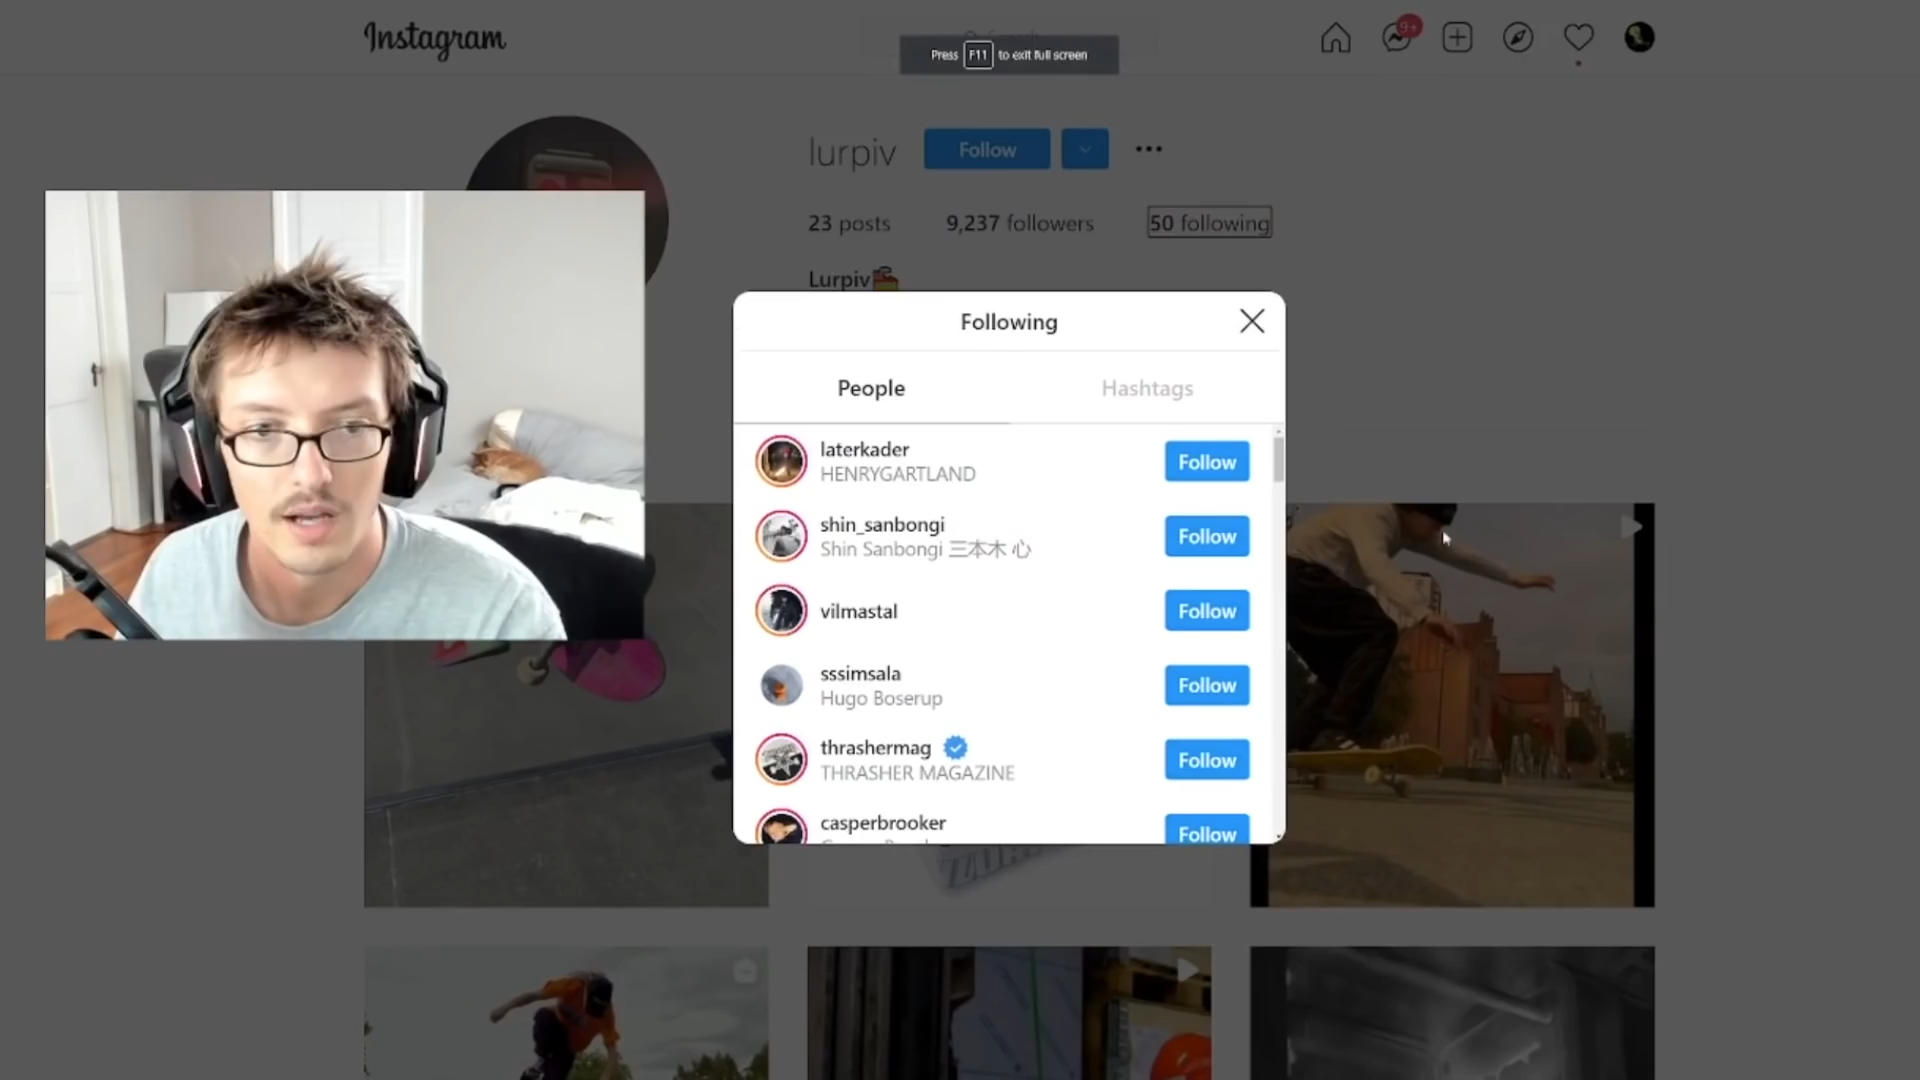 Instagram
9+
Press F11 to exit full screen
lurpiv
Follow
23 posts
9,237 followers
50 following
Lurpiv
Following
People
Hashtags
laterkader
HENRYGARTLAND
Follow
shin_sanbongi
Shin Sanbongi 三本木 心
Follow
vilmastal
Follow
sssimsala
Hugo Boserup
Follow
thrashermag
THRASHER MAGAZINE
Follow
casperbrooker
Follow